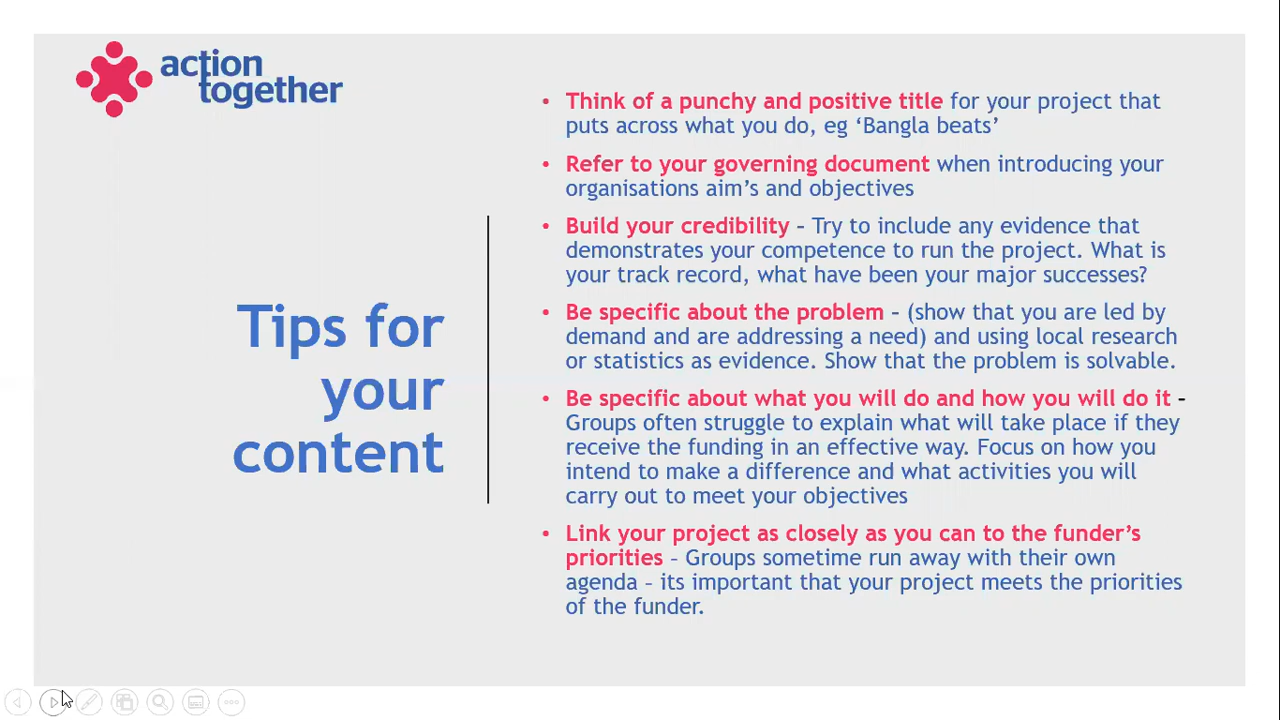 action
together
Tips for
your
content
• Think of a punchy and positive title for your project that
puts across what you do, eg ‘Bangla beats’
• Refer to your governing document when introducing your
organisations aim’s and objectives
• Build your credibility – Try to include any evidence that
demonstrates your competence to run the project. What is
your track record, what have been your major successes?
• Be specific about the problem – (show that you are led by
demand and are addressing a need) and using local research
or statistics as evidence. Show that the problem is solvable.
• Be specific about what you will do and how you will do it –
Groups often struggle to explain what will take place if they
receive the funding in an effective way. Focus on how you
intend to make a difference and what activities you will
carry out to meet your objectives
• Link your project as closely as you can to the funder’s
priorities – Groups sometime run away with their own
agenda – its important that your project meets the priorities
of the funder.